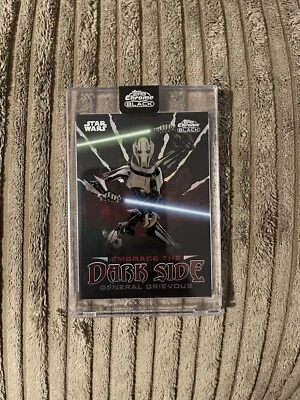 Topps Chrome
BLACK
STAR
WARS
Topps Chrome
BLACK
EMBRACE THE
DARK SIDE
GENERAL GRIEVOUS